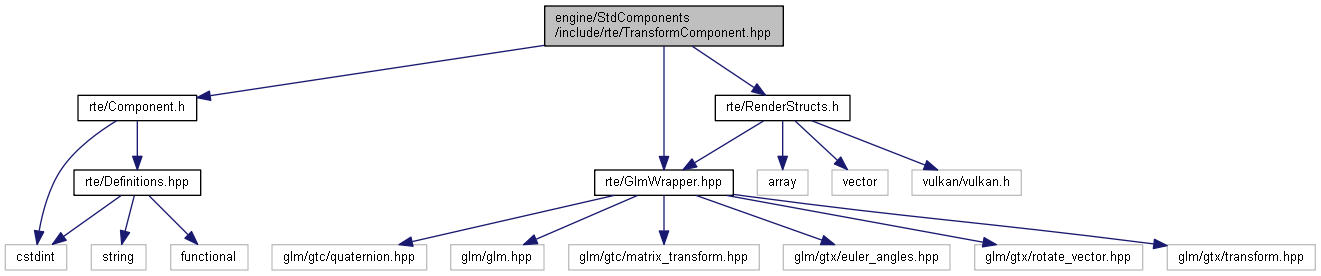 engine/StdComponents
/include/rte/TransformComponent.hpp
rte/Component.h
rte/RenderStructs.h
rte/Definitions.hpp
rte/GlmWrapper.hpp
array
vector
vulkan/vulkan.h
cstdint
string
functional
glm/gtc/quaternion.hpp
glm/glm.hpp
glm/gtc/matrix_transform.hpp
glm/gtx/euler_angles.hpp
glm/gtx/rotate_vector.hpp
glm/gtx/transform.hpp